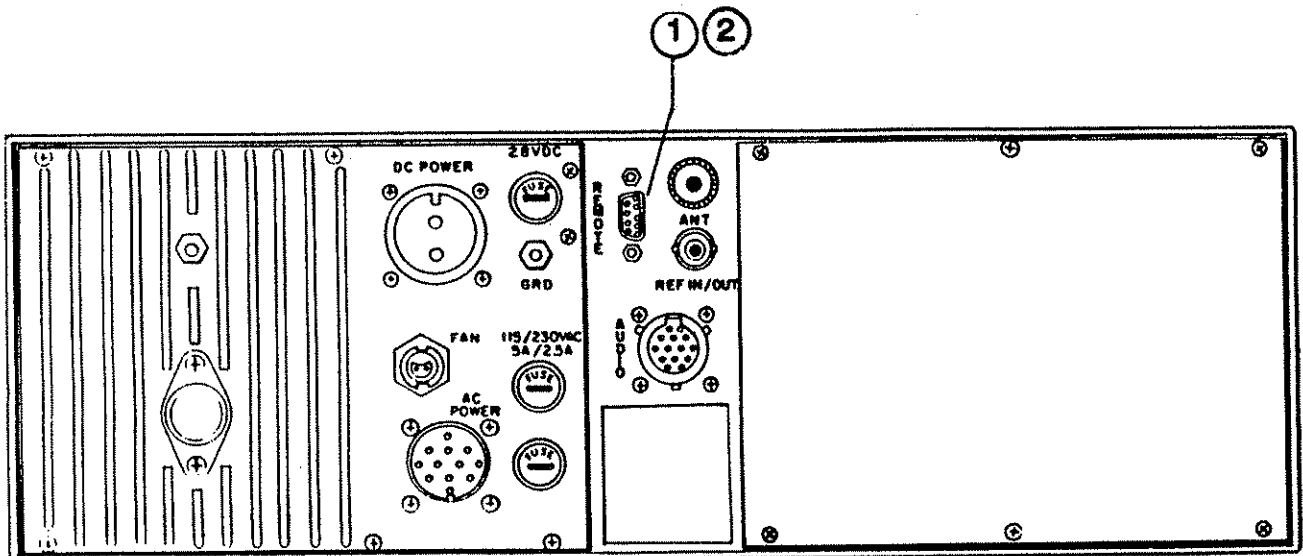 1 2
28VDC
DC POWER
FUSE
GRD
REMOTE
ANT
REF IN/OUT
AUDIO
FAN
115/230VAC
5A/2.5A
FUSE
AC
POWER
FUSE